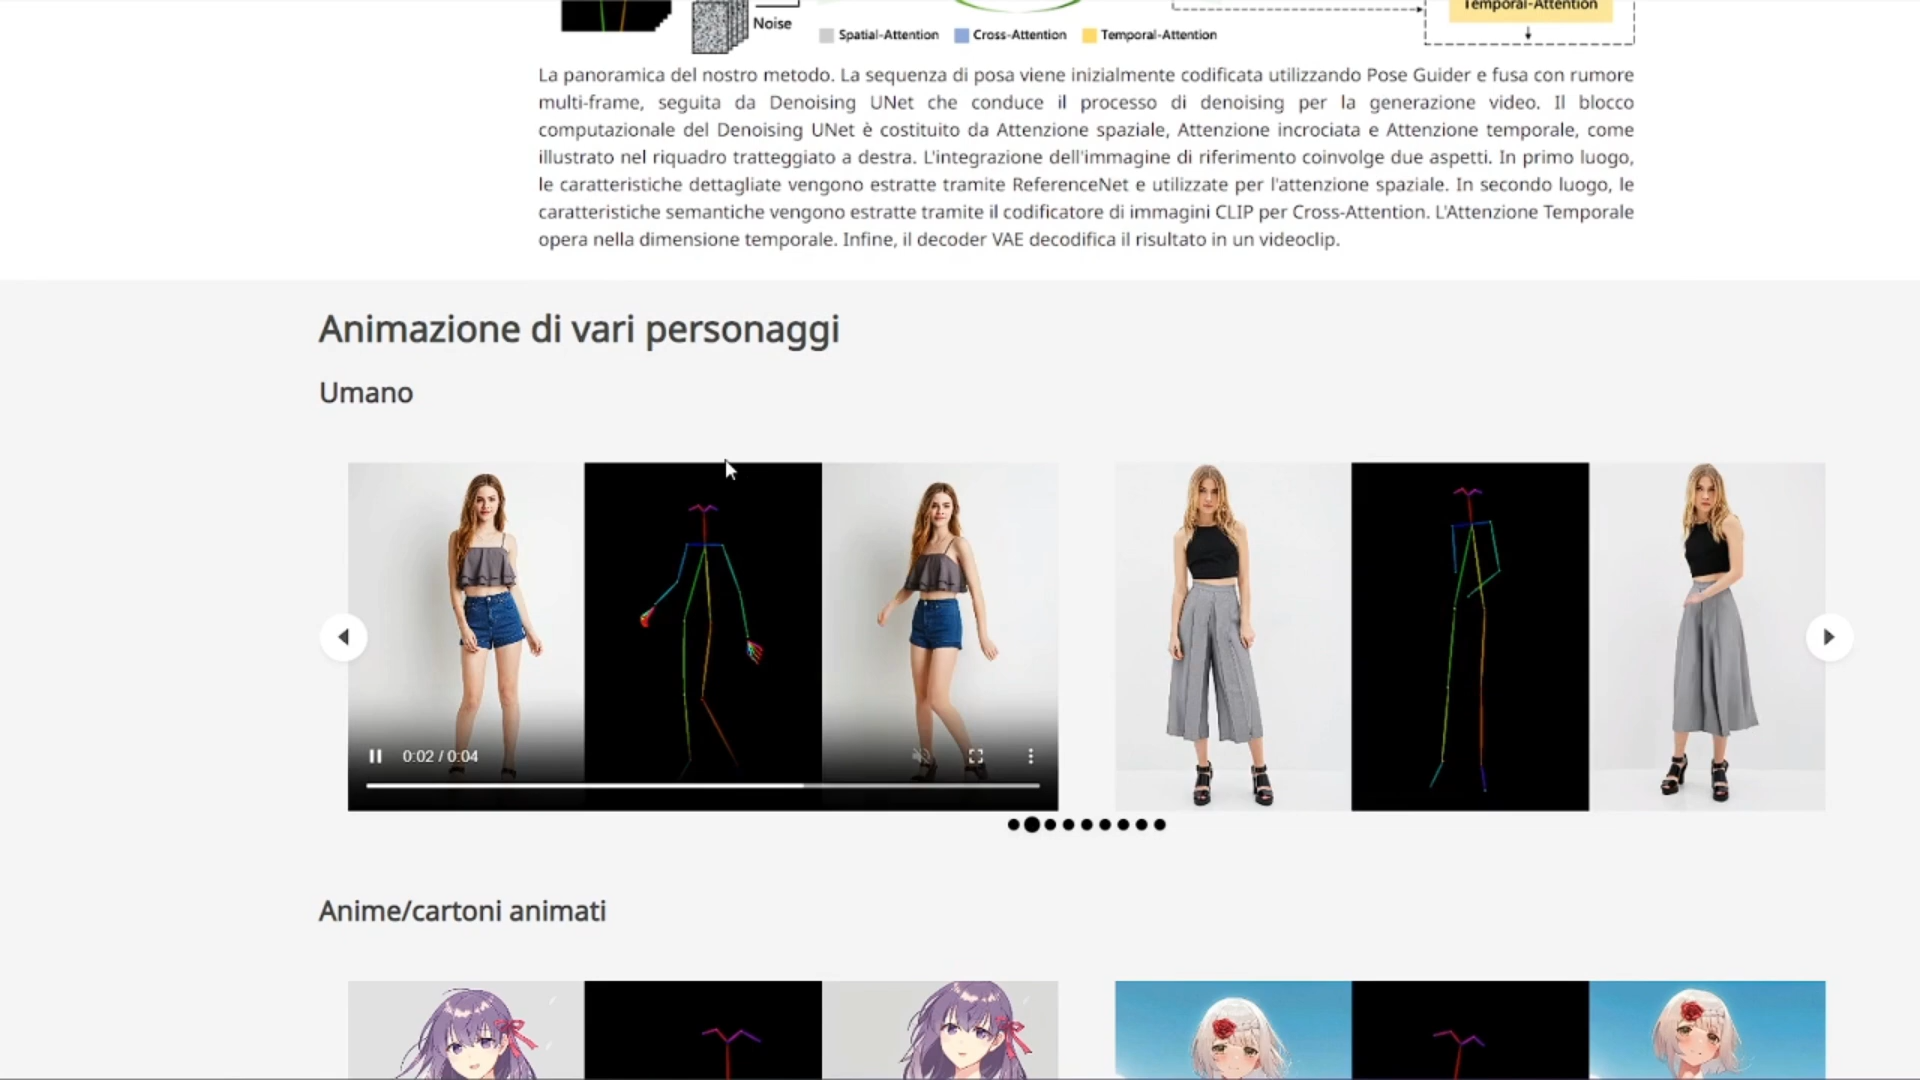 Temporal-Attention
Noise
Spatial-Attention Cross-Attention Temporal-Attention
La panoramica del nostro metodo. La sequenza di posa viene inizialmente codificata utilizzando Pose Guider e fusa con rumore
multi-frame, seguita da Denoising UNet che conduce il processo di denoising per la generazione video. Il blocco
computazionale del Denoising UNet è costituito da Attenzione spaziale, Attenzione incrociata e Attenzione temporale, come
illustrato nel riquadro tratteggiato a destra. L'integrazione dell'immagine di riferimento coinvolge due aspetti. In primo luogo,
le caratteristiche dettagliate vengono estratte tramite ReferenceNet e utilizzate per l'attenzione spaziale. In secondo luogo, le
caratteristiche semantiche vengono estratte tramite il codificatore di immagini CLIP per Cross-Attention. L'Attenzione Temporale
opera nella dimensione temporale. Infine, il decoder VAE decodifica il risultato in un videoclip.
Animazione di vari personaggi
Umano
0:02 / 0:04
Anime/cartoni animati